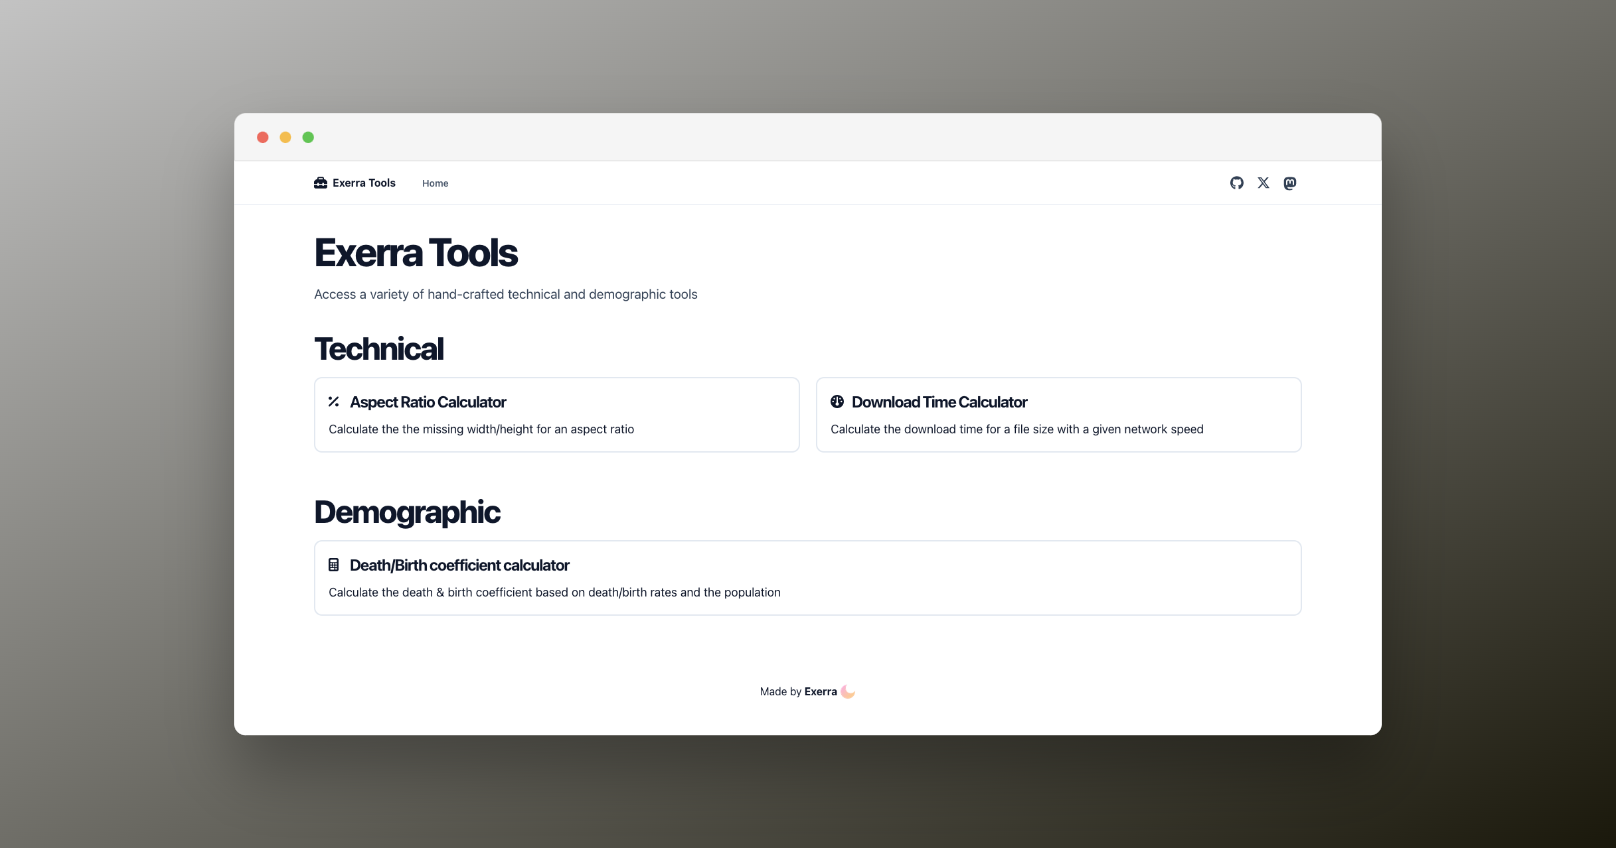 Exerra Tools
Home
Exerra Tools
Access a variety of hand-crafted technical and demographic tools
Technical
Aspect Ratio Calculator
Calculate the the missing width/height for an aspect ratio
Download Time Calculator
Calculate the download time for a file size with a given network speed
Demographic
Death/Birth coefficient calculator
Calculate the death & birth coefficient based on death/birth rates and the population
Made by Exerra